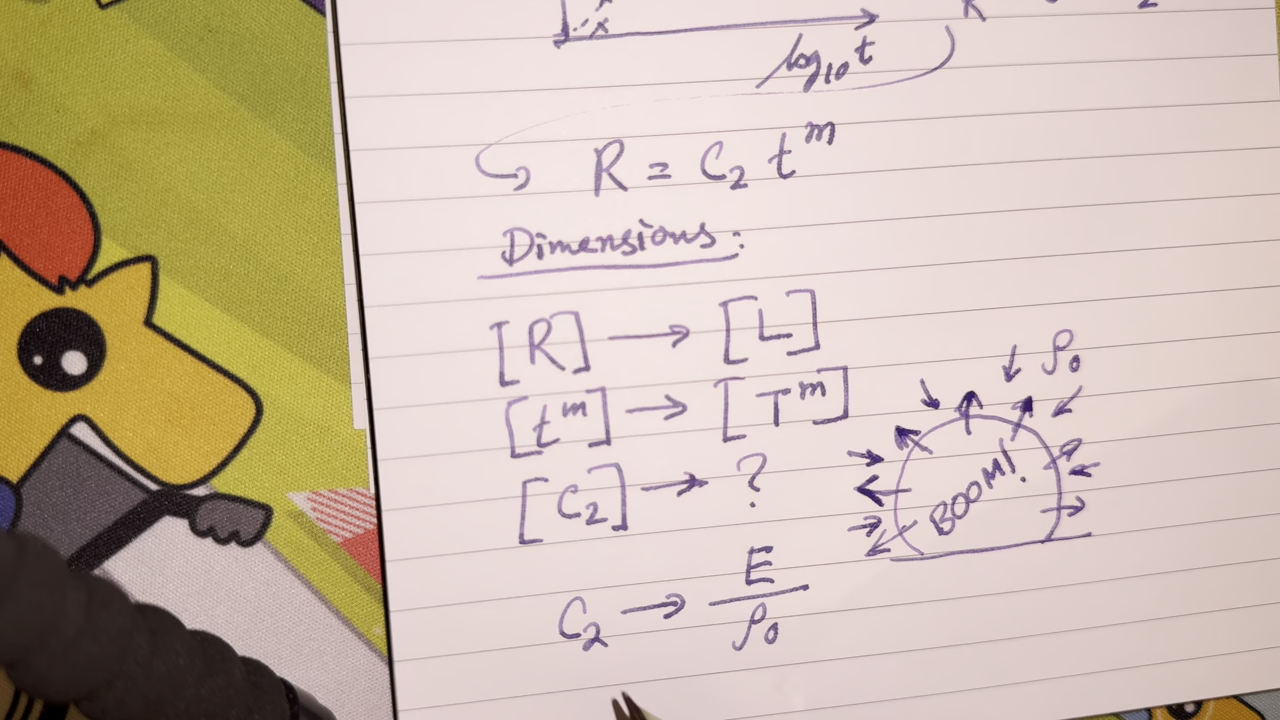 log₁₀ t
R = C₂ tᵐ
Dimensions:
[R] → [L]
[tᵐ] → [Tᵐ]
[C₂] → ?
ρ₀
BOOM!
C₂ → E/ρ₀